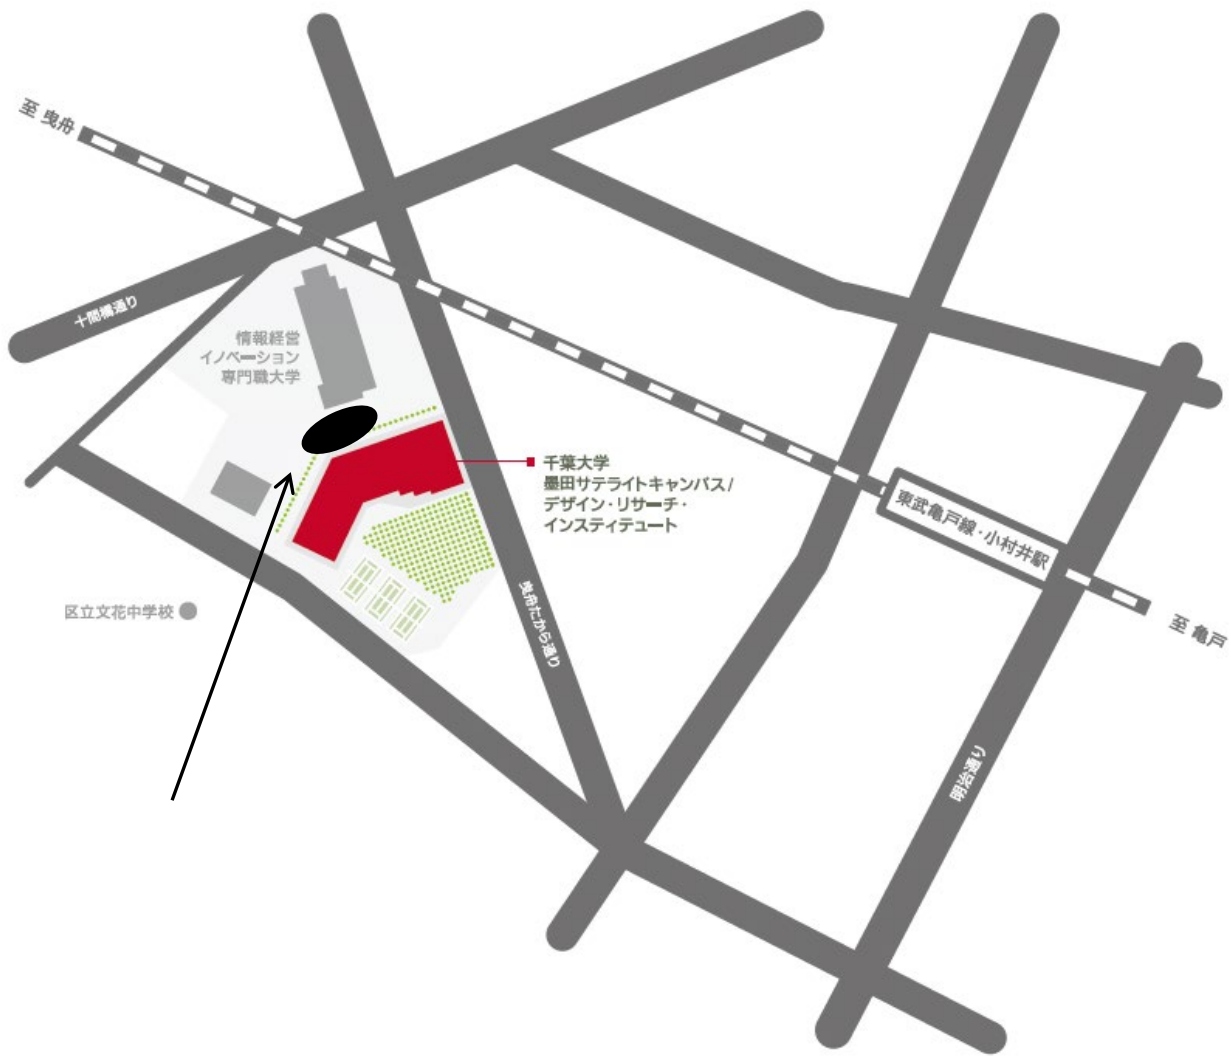 至 曳舟
十間橋通り
情報経営
イノベーション
専門職大学
千葉大学
墨田サテライトキャンパス/
デザイン・リサーチ・
インスティテュート
東武亀戸線・小村井駅
曳舟たから通り
区立文花中学校
至 亀戸
明治通り